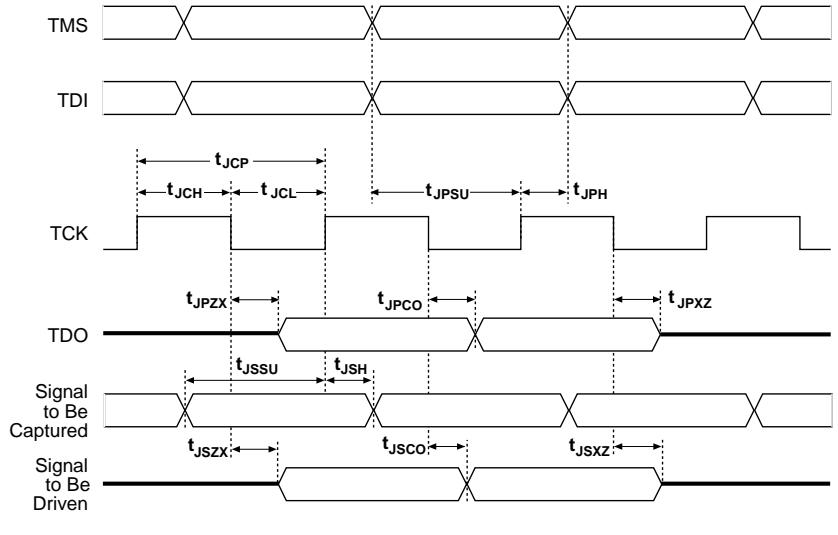 TMS
TDI
tJCP
tJCH
tJCL
tJPSU
tJPH
TCK
tJPZX
tJPCO
tJPXZ
TDO
tJSSU
tJSH
Signal
to Be
Captured
tJSZX
tJSCO
tJSXZ
Signal
to Be
Driven